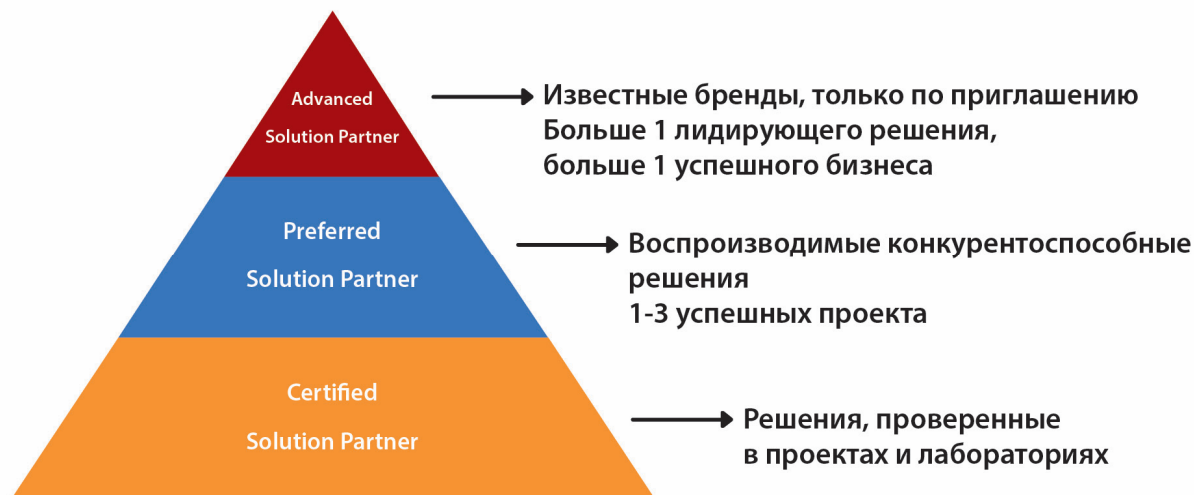 Advanced
Solution Partner
Известные бренды, только по приглашению
Больше 1 лидирующего решения,
больше 1 успешного бизнеса
Preferred
Solution Partner
Воспроизводимые конкурентоспособные
решения
1-3 успешных проекта
Certified
Solution Partner
Решения, проверенные
в проектах и лабораториях